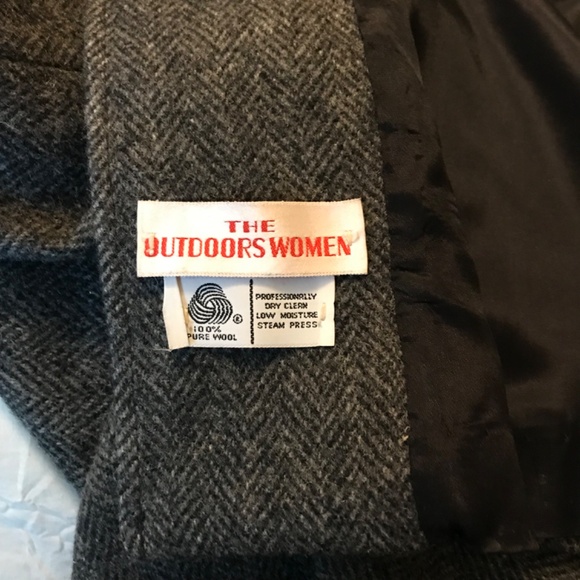 THE
OUTDOORS WOMEN
®
100%
PURE WOOL
PROFESSIONALLY
DRY CLEAN
LOW MOISTURE
STEAM PRESS